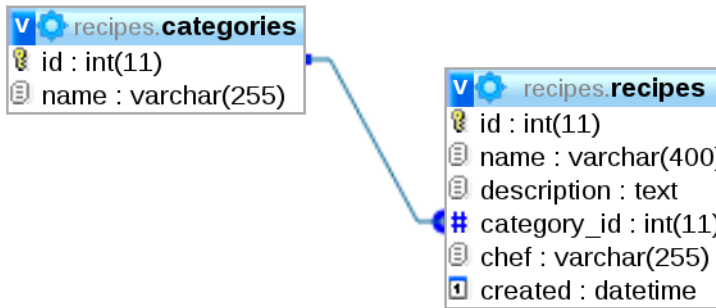 v recipes.categories
id : int(11)
name : varchar(255)
v recipes.recipes
id : int(11)
name : varchar(400)
description : text
# category_id : int(11)
chef : varchar(255)
1 created : datetime